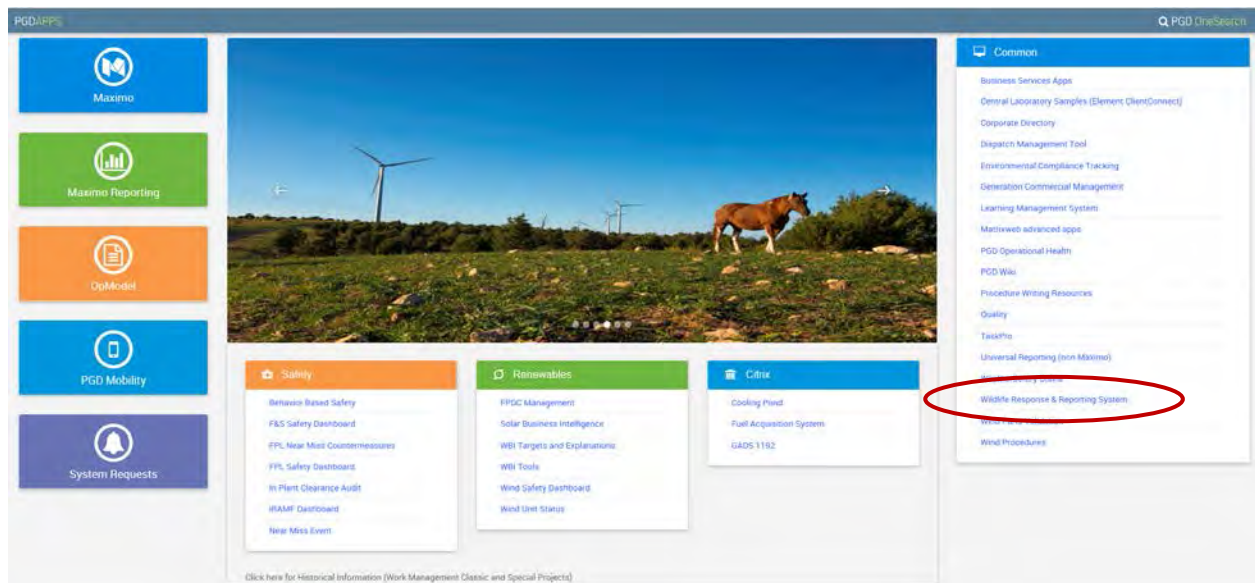 PGDAPPS
PGD OneSearch
Maximo
Maximo Reporting
OpModel
PGD Mobility
System Requests
Safety
Behavior Based Safety
F&S Safety Dashboard
FPL Near Miss Countermeasures
FPL Safety Dashboard
In Plant Clearance Audit
iRAMF Dashboard
Near Miss Event
Renewables
FPDC Management
Solar Business Intelligence
WBI Targets and Explanations
WBI Tools
Wind Safety Dashboard
Wind Unit Status
Citrix
Cooling Pond
Fuel Acquisition System
GADS 1192
Common
Business Services Apps
Central Laboratory Samples (Element ClientConnect)
Corporate Directory
Dispatch Management Tool
Environmental Compliance Tracking
Generation Commercial Management
Learning Management System
Matrixweb advanced apps
PGD Operational Health
PGD Wiki
Procedure Writing Resources
Quality
TaskPro
Universal Reporting (non Maximo)
Wildlife Response & Reporting System
Wind Procedures
Click here for Historical Information (Work Management Classic and Special Projects)